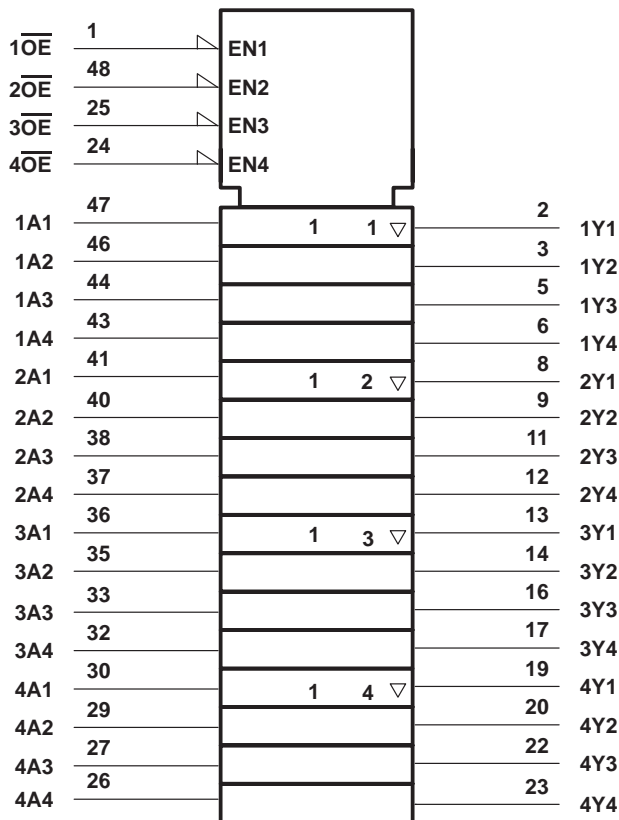 1O̅E̅ 1 EN1
2O̅E̅ 48 EN2
3O̅E̅ 25 EN3
4O̅E̅ 24 EN4
1A1 47 1 1 ▽ 2 1Y1
1A2 46 3 1Y2
1A3 44 5 1Y3
1A4 43 6 1Y4
2A1 41 1 2 ▽ 8 2Y1
2A2 40 9 2Y2
2A3 38 11 2Y3
2A4 37 12 2Y4
3A1 36 1 3 ▽ 13 3Y1
3A2 35 14 3Y2
3A3 33 16 3Y3
3A4 32 17 3Y4
4A1 30 1 4 ▽ 19 4Y1
4A2 29 20 4Y2
4A3 27 22 4Y3
4A4 26 23 4Y4